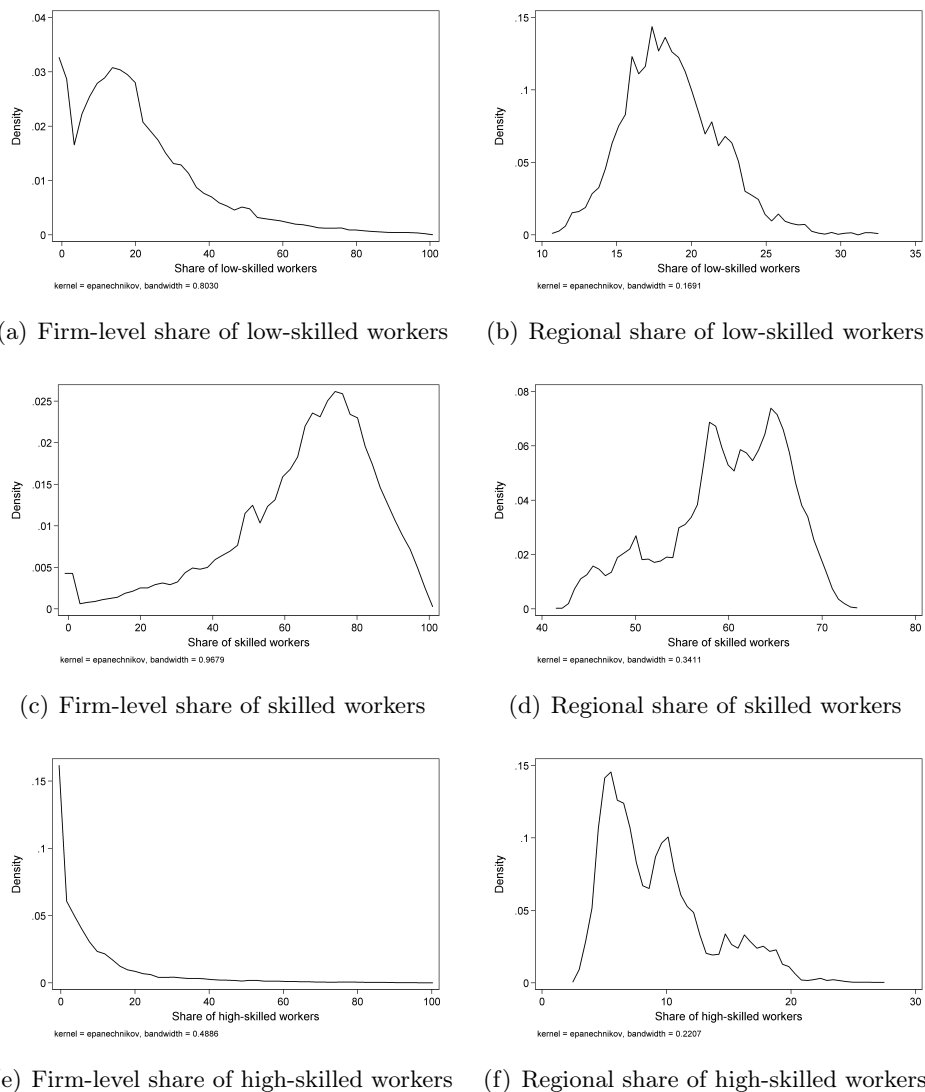 .04
.03
.02
.01
0
Density
0 20 40 60 80 100
Share of low-skilled workers
kernel = epanechnikov, bandwidth = 0.8030
(a) Firm-level share of low-skilled workers
.15
.1
.05
0
Density
10 15 20 25 30 35
Share of low-skilled workers
kernel = epanechnikov, bandwidth = 0.1691
(b) Regional share of low-skilled workers
.025
.02
.015
.01
.005
0
Density
0 20 40 60 80 100
Share of skilled workers
kernel = epanechnikov, bandwidth = 0.9679
(c) Firm-level share of skilled workers
.08
.06
.04
.02
0
Density
40 50 60 70 80
Share of skilled workers
kernel = epanechnikov, bandwidth = 0.3411
(d) Regional share of skilled workers
.15
.1
.05
0
Density
0 20 40 60 80 100
Share of high-skilled workers
kernel = epanechnikov, bandwidth = 0.4886
e) Firm-level share of high-skilled workers
.15
.1
.05
0
Density
0 10 20 30
Share of high-skilled workers
kernel = epanechnikov, bandwidth = 0.2207
(f) Regional share of high-skilled workers